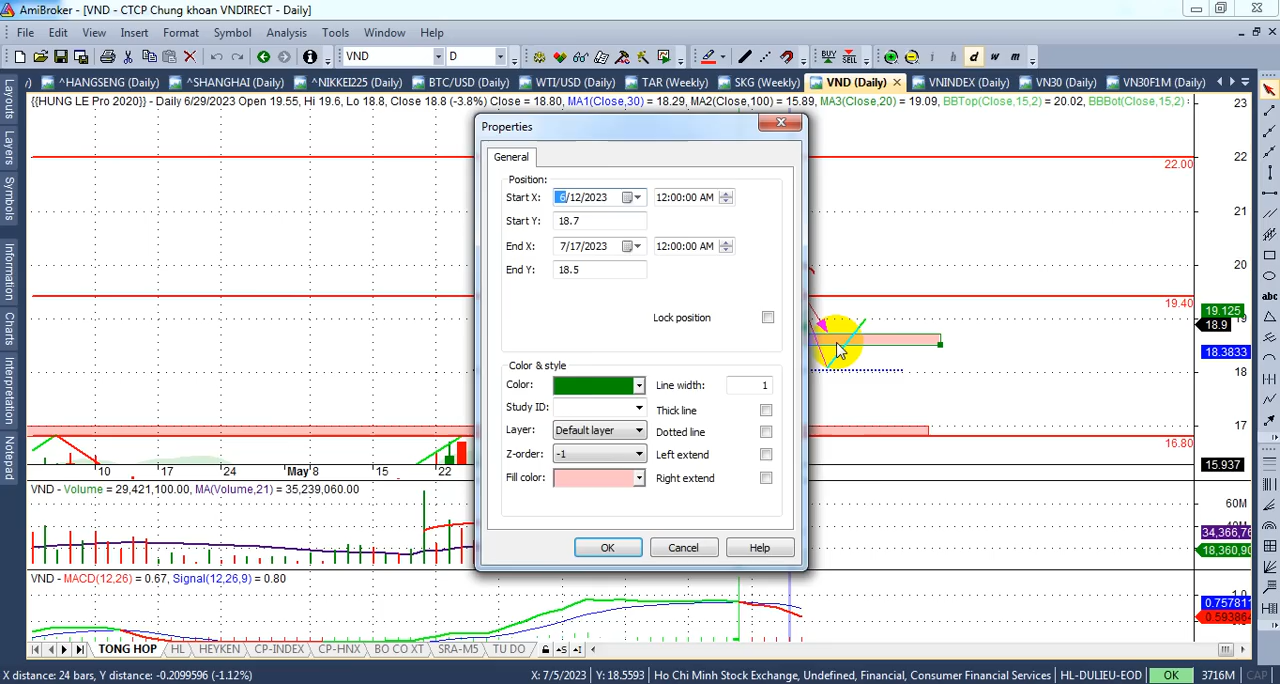 AmiBroker - [VND - CTCP Chung khoan VNDIRECT - Daily]
File Edit View Insert Format Symbol Analysis Tools Window Help
VND D BUY SELL i h d w m
^HANGSENG (Daily) ^SHANGHAI (Daily) ^NIKKEI225 (Daily) BTC/USD (Daily) WTI/USD (Daily) TAR (Weekly) SKG (Weekly) VND (Daily) VNINDEX (Daily) VN30 (Daily) VN30F1M (Daily)
{{HUNG LE Pro 2020}} - Daily 6/29/2023 Open 19.55, Hi 19.6, Lo 18.8, Close 18.8 (-3.8%) Close = 18.80, MA1(Close,30) = 18.29, MA2(Close,100) = 15.89, MA3(Close,20) = 19.09, BBTop(Close,15,2) = 20.02, BBBot(Close,15,2) =
Layouts
Layers
Symbols
Information
Charts
Interpretation
Notepad
Properties
General
Position:
Start X: 6/12/2023 12:00:00 AM
Start Y: 18.7
End X: 7/17/2023 12:00:00 AM
End Y: 18.5
Lock position
Color & style
Color: Line width: 1
Study ID: Thick line
Layer: Default layer Dotted line
Z-order: -1 Left extend
Fill color: Right extend
OK Cancel Help
23
22
22.00
21
20
19.40
19.125
19
18.9
18.3833
18
17
16.80
15.937
abc
10 17 24 May 8 15 22
VND - Volume = 29,421,100.00, MA(Volume,21) = 35,239,060.00
60M
34,366,76
18,360,90
VND - MACD(12,26) = 0.67, Signal(12,26,9) = 0.80
1.0
0.757811
0.593864
TONG HOP HL HEYKEN CP-INDEX CP-HNX BO CO XT SRA-M5 TU DO
X distance: 24 bars, Y distance: -0.2099596 (-1.12%) X: 7/5/2023 Y: 18.5593 Ho Chi Minh Stock Exchange, Undefined, Financial, Consumer Financial Services HL-DULIEU-EOD OK 3716M CAP